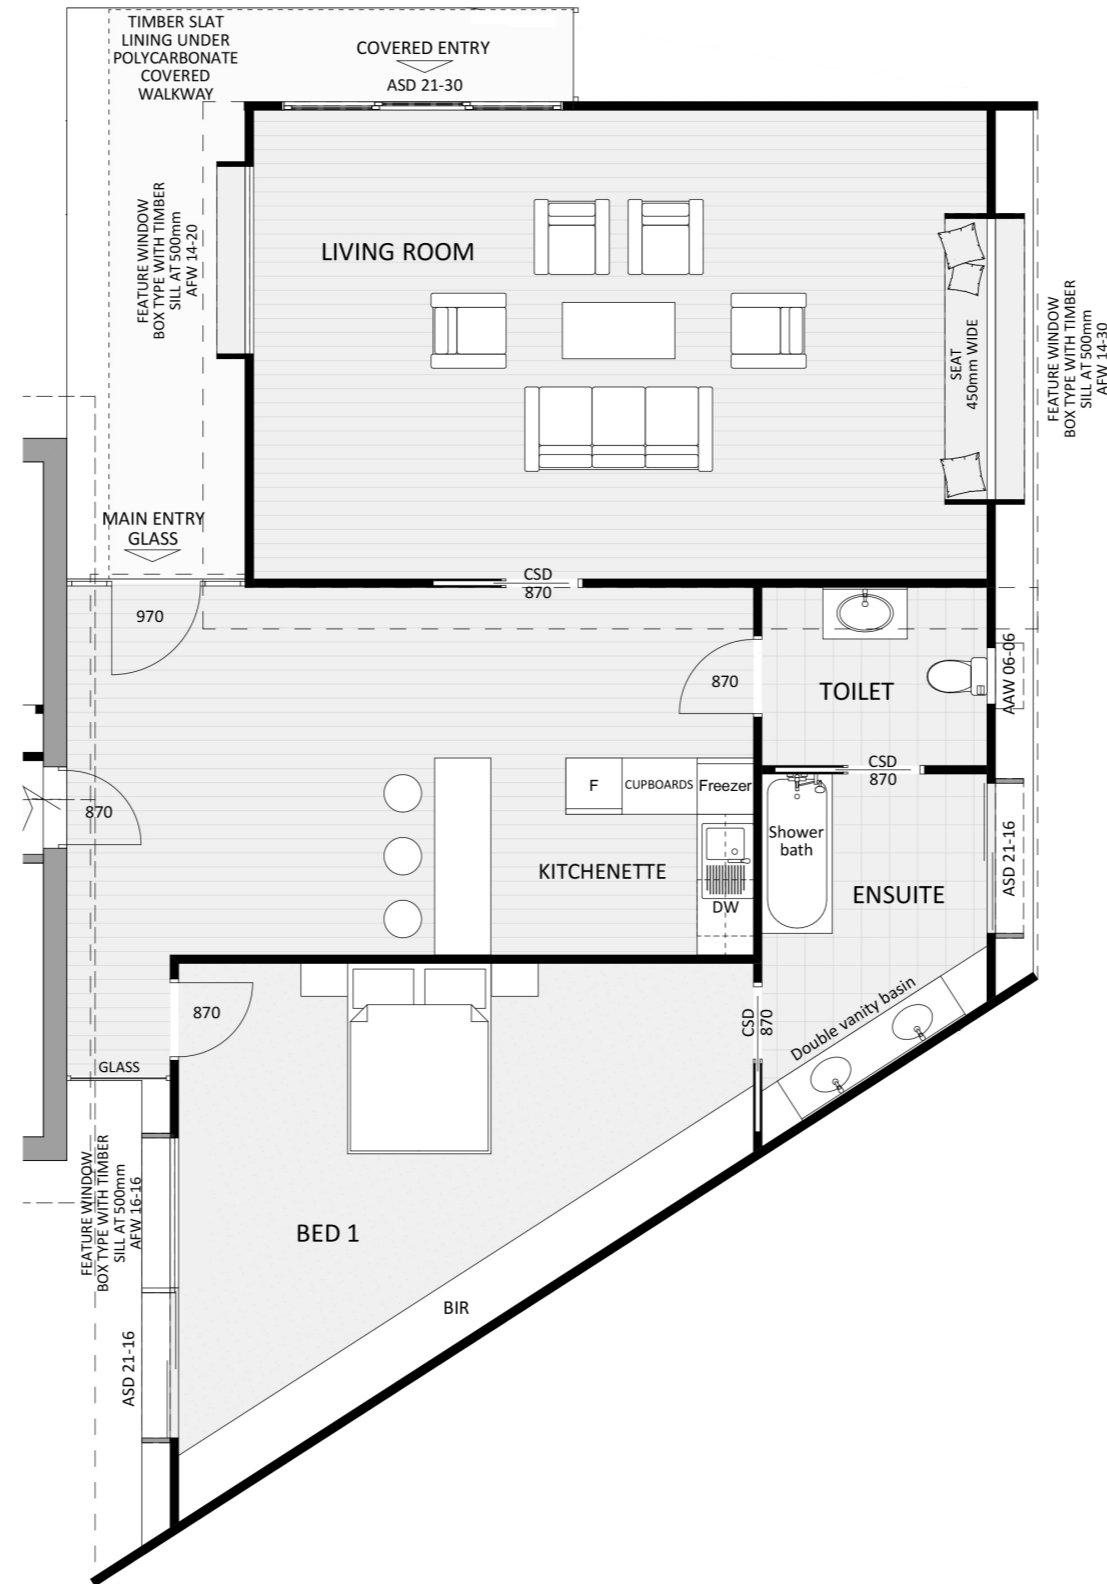 TIMBER SLAT
LINING UNDER
POLYCARBONATE
COVERED
WALKWAY
COVERED ENTRY
ASD 21-30
FEATURE WINDOW
BOX TYPE WITH TIMBER
SILL AT 500mm
AFW 14-20
LIVING ROOM
SEAT
450mm WIDE
FEATURE WINDOW
BOX TYPE WITH TIMBER
SILL AT 500mm
AFW 14-30
MAIN ENTRY
GLASS
CSD
870
970
870
TOILET
AAW 06-06
CSD
870
870
F
CUPBOARDS
Freezer
Shower
bath
KITCHENETTE
DW
ENSUITE
ASD 21-16
870
CSD
870
Double vanity basin
GLASS
FEATURE WINDOW
BOX TYPE WITH TIMBER
SILL AT 500mm
AFW 16-16
BED 1
BIR
ASD 21-16